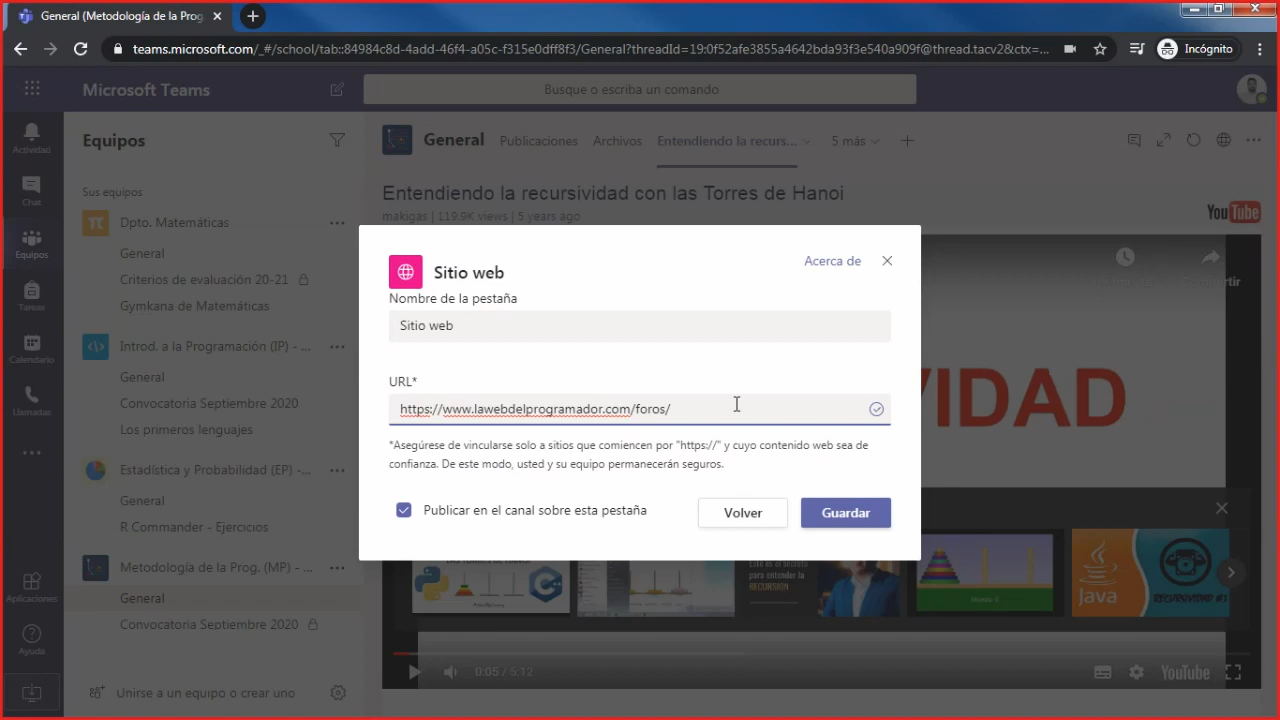 General (Metodología de la Prog
teams.microsoft.com/_#/school/tab::84984c8d-4add-46f4-a05c-f315e0dff8f3/General?threadId=19:0f52afe3855a4642bda93f3e540a909f@thread.tacv2&ctx=...
Incógnito
Microsoft Teams
Busque o escriba un comando
Actividad
Chat
Equipos
Tareas
Calendario
Llamadas
Aplicaciones
Ayuda
Equipos
Sus equipos
Dpto. Matemáticas
General
Criterios de evaluación 20-21
Gymkana de Matemáticas
Introd. a la Programación (IP) - ...
General
Convocatoria Septiembre 2020
Los primeros lenguajes
Estadística y Probabilidad (EP) -...
General
R Commander - Ejercicios
Metodología de la Prog. (MP) - ...
General
Convocatoria Septiembre 2020
Unirse a un equipo o crear uno
General Publicaciones Archivos Entendiendo la recurs... 5 más
Entendiendo la recursividad con las Torres de Hanoi
makigas | 119.9K views | 5 years ago
YouTube
Sitio web
Acerca de
Nombre de la pestaña
Sitio web
URL*
https://www.lawebdelprogramador.com/foros/
*Asegúrese de vincularse solo a sitios que comiencen por "https://" y cuyo contenido web sea de
confianza. De este modo, usted y su equipo permanecerán seguros.
Publicar en el canal sobre esta pestaña
Volver
Guardar
VIDAD
para entender la
RECURSION
Java
0:05 / 5:12
YouTube